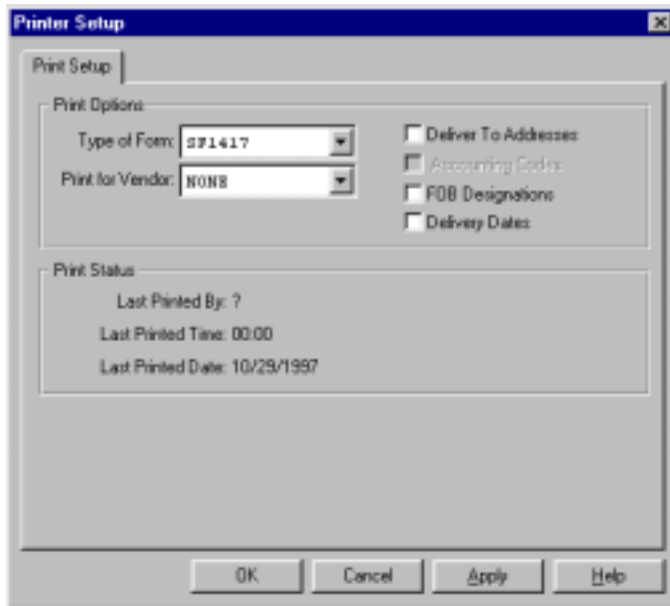 Printer Setup
Print Setup
Print Options
Type of Form: SF1417
Print for Vendor: NONE
Deliver To Addresses
Accounting Codes
FOB Designations
Delivery Dates
Print Status
Last Printed By: ?
Last Printed Time: 00:00
Last Printed Date: 10/29/1997
OK Cancel Apply Help